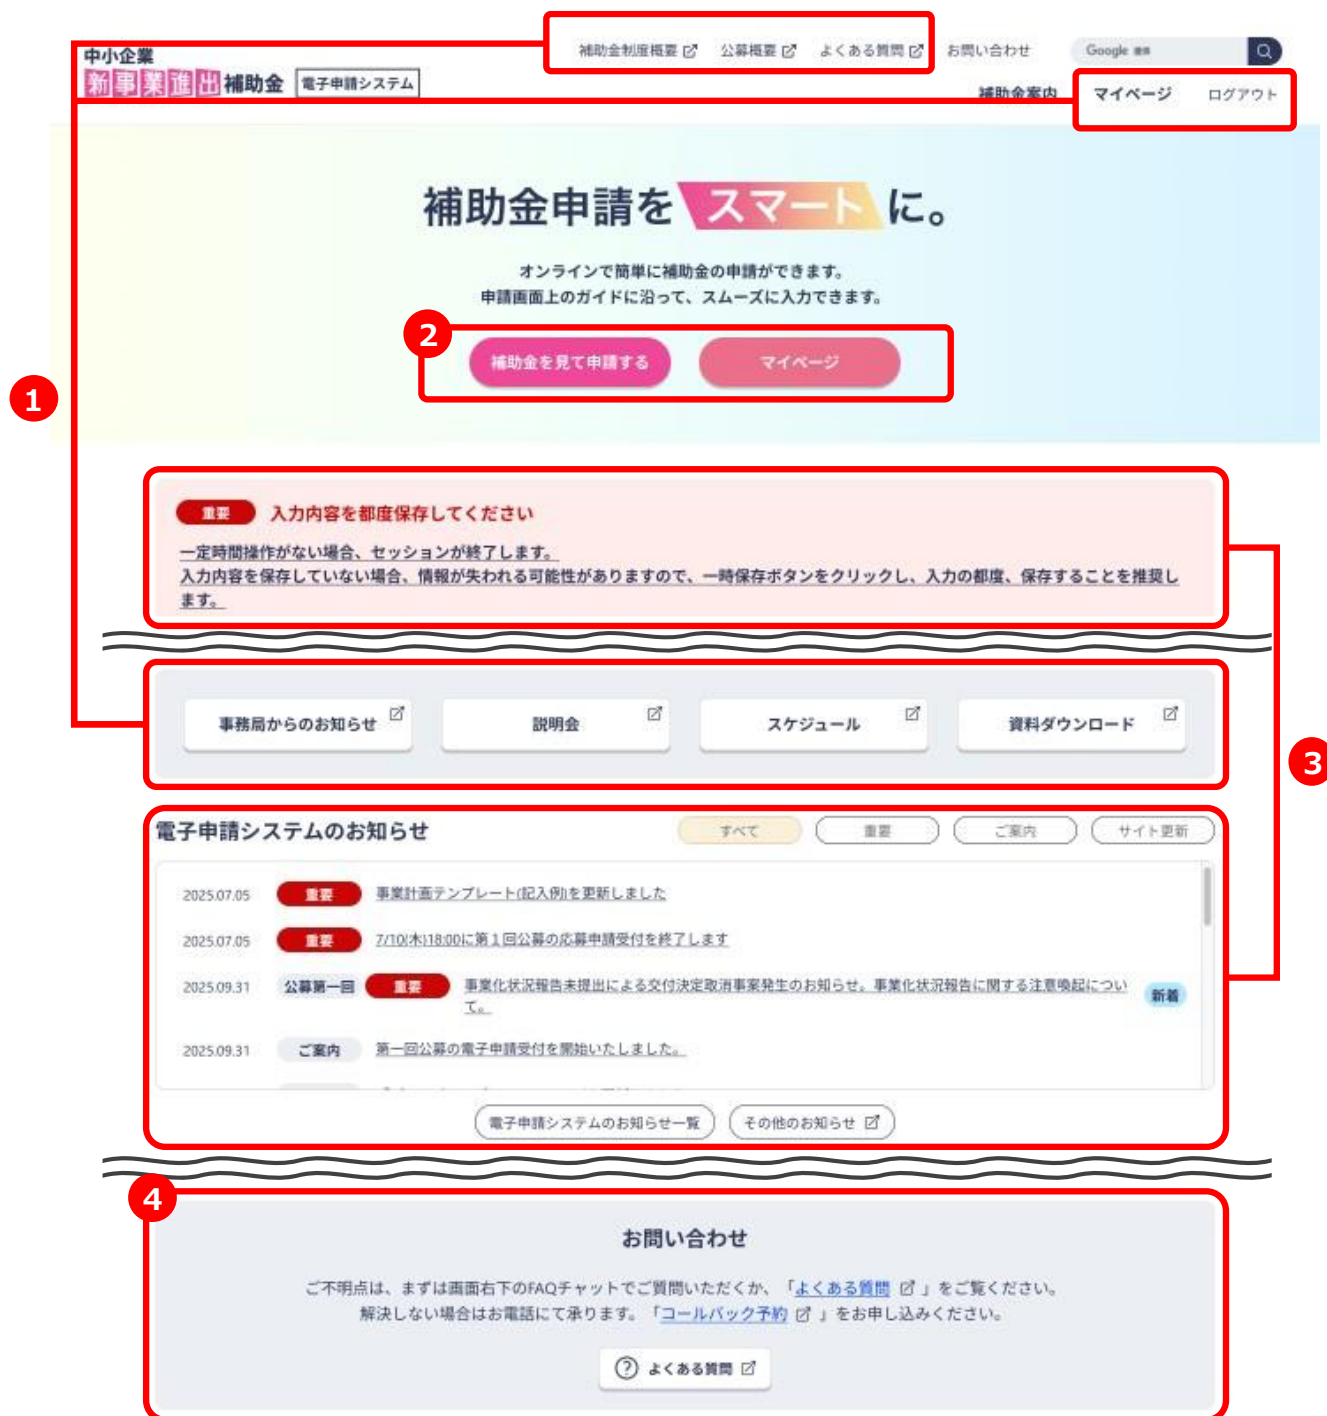 補助金制度概要 公募概要 よくある質問 お問い合わせ Google 検索
中小企業
新事業進出補助金 電子申請システム
補助金案内 マイページ ログアウト
補助金申請をスマートに。
オンラインで簡単に補助金の申請ができます。
申請画面上のガイドに沿って、スムーズに入力できます。
2
補助金を見て申請する マイページ
1
重要 入力内容を都度保存してください
一定時間操作がない場合、セッションが終了します。
入力内容を保存していない場合、情報が失われる可能性がありますので、一時保存ボタンをクリックし、入力の都度、保存することを推奨し
ます。
事務局からのお知らせ 説明会 スケジュール 資料ダウンロード
3
電子申請システムのお知らせ すべて 重要 ご案内 サイト更新
2025.07.05 重要 事業計画テンプレート(記入例)を更新しました
2025.07.05 重要 7/10(木)18:00に第1回公募の応募申請受付を終了します
2025.09.31 公募第一回 重要 事業化状況報告未提出による交付決定取消事案発生のお知らせ。事業化状況報告に関する注意喚起につい
て。 新着
2025.09.31 ご案内 第一回公募の電子申請受付を開始いたしました。
電子申請システムのお知らせ一覧 その他のお知らせ
4
お問い合わせ
ご不明点は、まずは画面右下のFAQチャットでご質問いただくか、「よくある質問 」をご覧ください。
解決しない場合はお電話にて承ります。「コールバック予約 」をお申し込みください。
? よくある質問